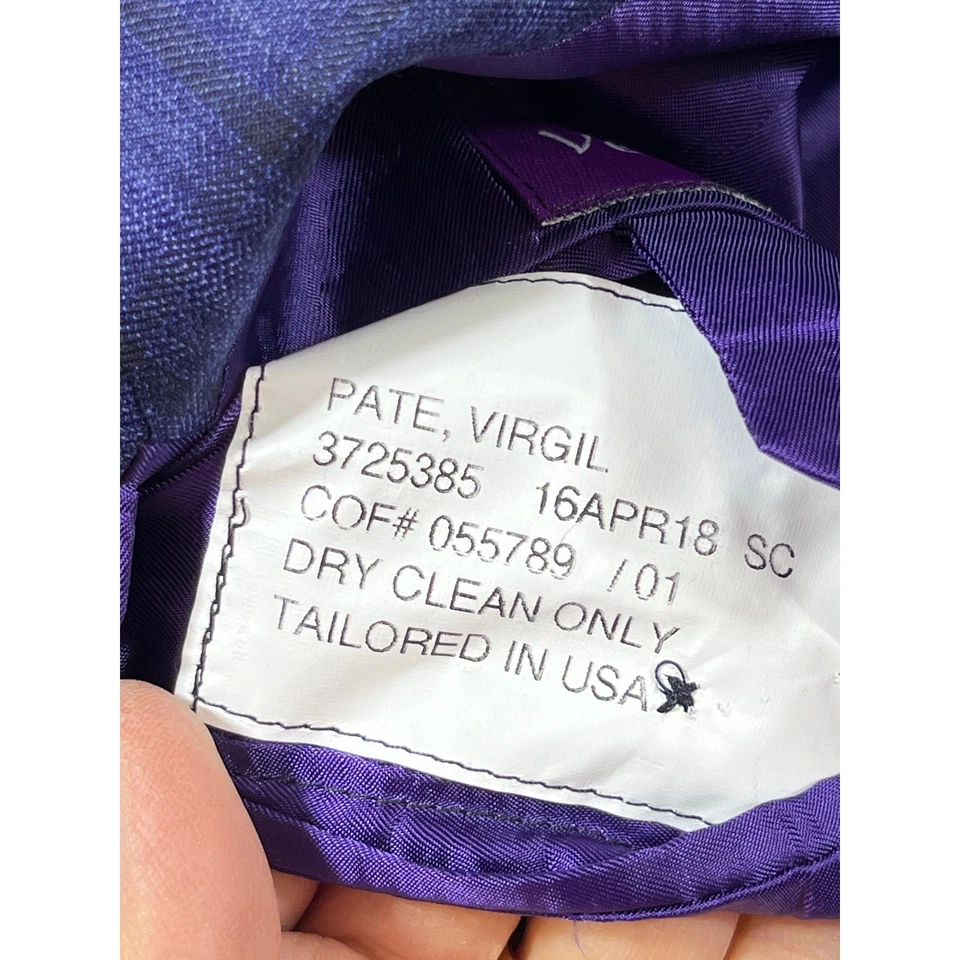 PATE, VIRGIL
3725385 16APR18 SC
COF# 055789 /01
DRY CLEAN ONLY
TAILORED IN USA